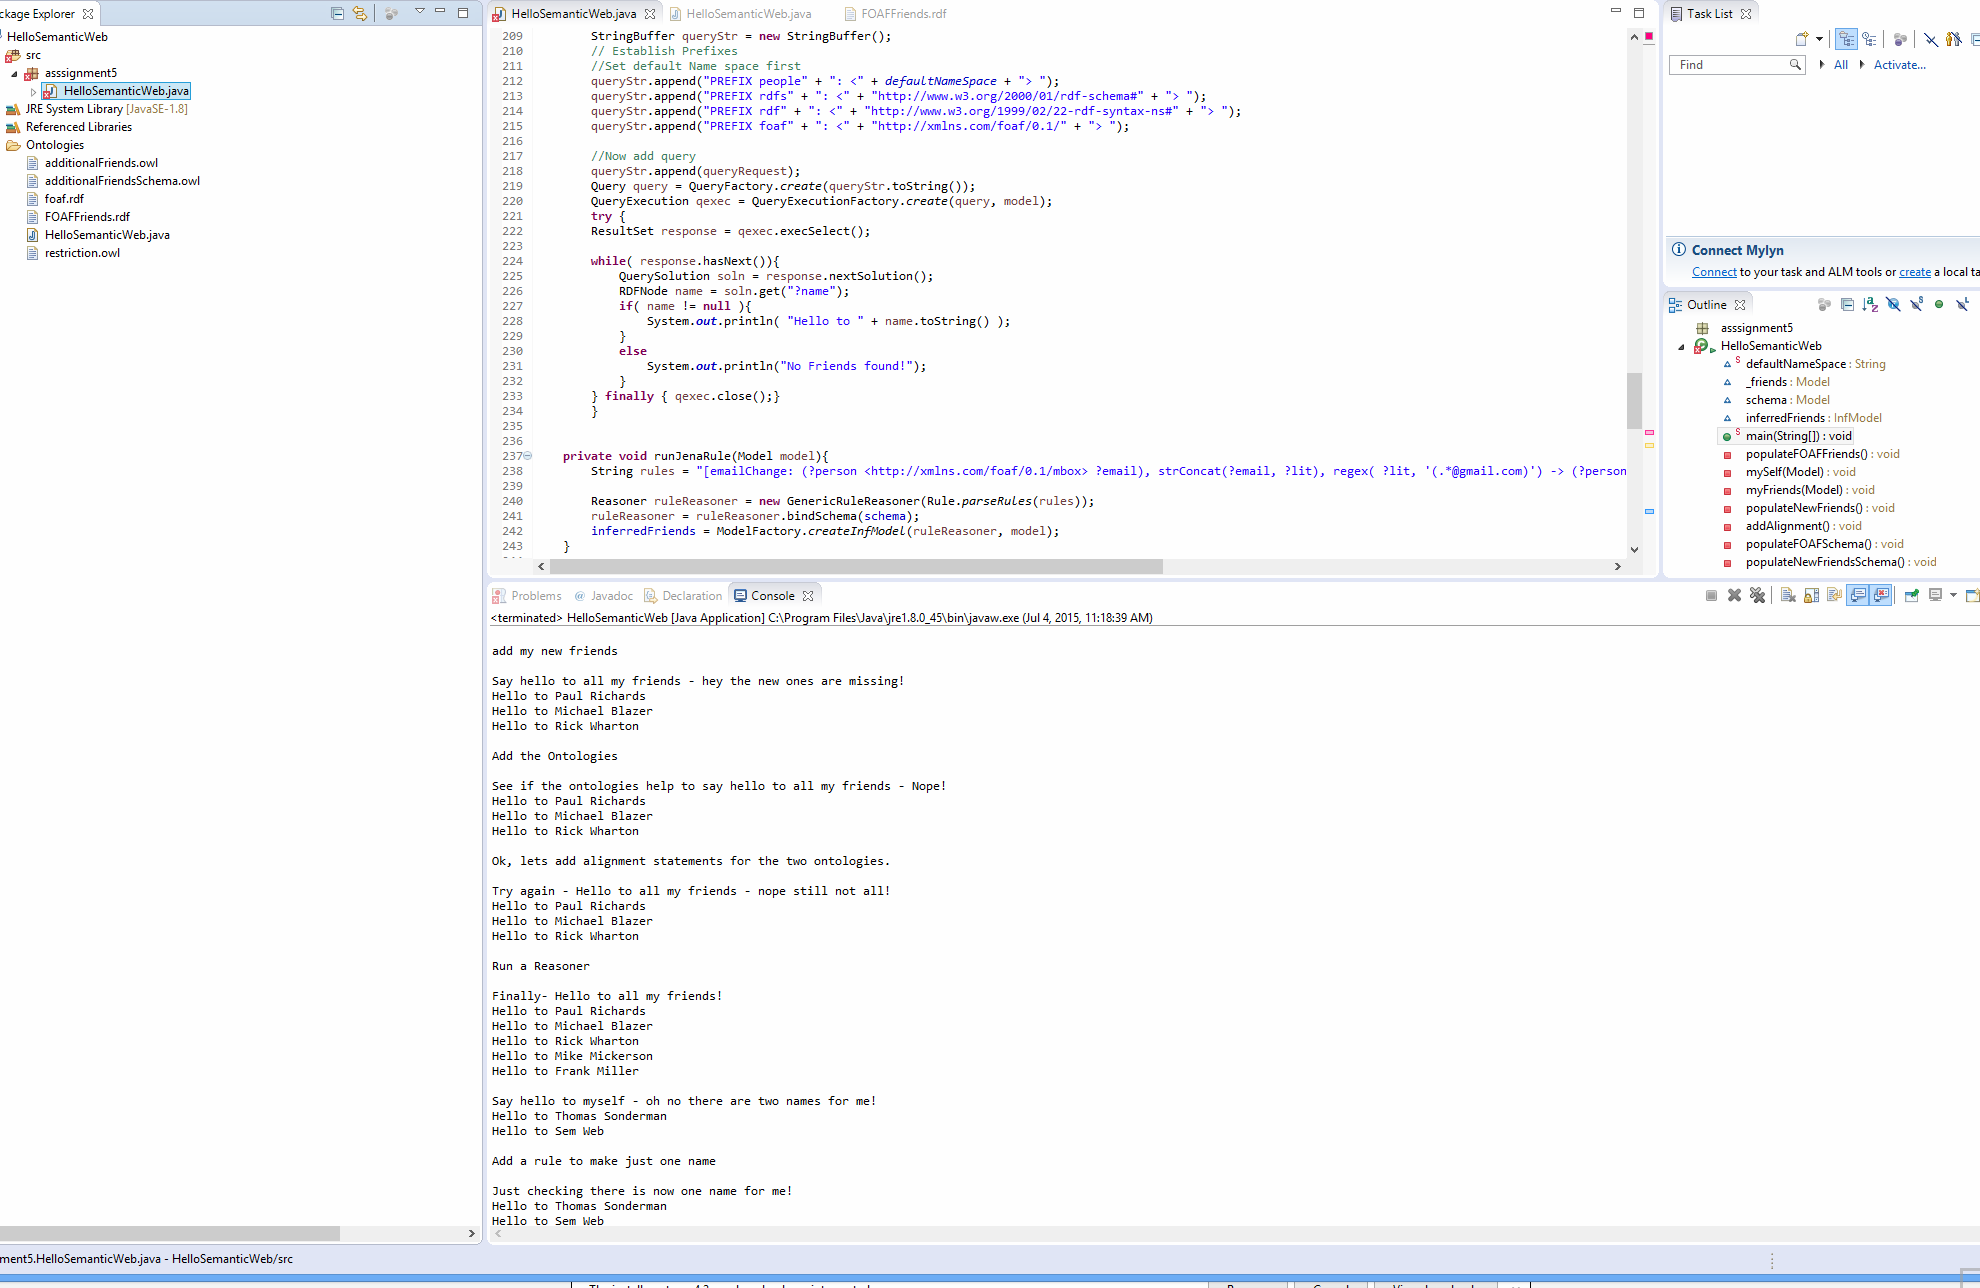 ckage Explorer
HelloSemanticWeb
src
asssignment5
HelloSemanticWeb.java
JRE System Library [JavaSE-1.8]
Referenced Libraries
Ontologies
additionalFriends.owl
additionalFriendsSchema.owl
foaf.rdf
FOAFFriends.rdf
HelloSemanticWeb.java
restriction.owl
HelloSemanticWeb.java HelloSemanticWeb.java FOAFFriends.rdf
209 StringBuffer queryStr = new StringBuffer();
210 // Establish Prefixes
211 //Set default Name space first
212 queryStr.append("PREFIX people" + ": <" + defaultNameSpace + "> ");
213 queryStr.append("PREFIX rdfs" + ": <" + "http://www.w3.org/2000/01/rdf-schema#" + "> ");
214 queryStr.append("PREFIX rdf" + ": <" + "http://www.w3.org/1999/02/22-rdf-syntax-ns#" + "> ");
215 queryStr.append("PREFIX foaf" + ": <" + "http://xmlns.com/foaf/0.1/" + "> ");
216
217 //Now add query
218 queryStr.append(queryRequest);
219 Query query = QueryFactory.create(queryStr.toString());
220 QueryExecution qexec = QueryExecutionFactory.create(query, model);
221 try {
222 ResultSet response = qexec.execSelect();
223
224 while( response.hasNext()){
225 QuerySolution soln = response.nextSolution();
226 RDFNode name = soln.get("?name");
227 if( name != null ){
228 System.out.println( "Hello to " + name.toString() );
229 }
230 else
231 System.out.println("No Friends found!");
232 }
233 } finally { qexec.close();}
234 }
235
236
237 private void runJenaRule(Model model){
238 String rules = "[emailChange: (?person <http://xmlns.com/foaf/0.1/mbox> ?email), strConcat(?email, ?lit), regex( ?lit, '(.*@gmail.com)') -> (?person
239
240 Reasoner ruleReasoner = new GenericRuleReasoner(Rule.parseRules(rules));
241 ruleReasoner = ruleReasoner.bindSchema(schema);
242 inferredFriends = ModelFactory.createInfModel(ruleReasoner, model);
243 }
Task List
Find All Activate...
Connect Mylyn
Connect to your task and ALM tools or create a local ta
Outline
asssignment5
HelloSemanticWeb
defaultNameSpace : String
_friends : Model
schema : Model
inferredFriends : InfModel
main(String[]) : void
populateFOAFFriends() : void
mySelf(Model) : void
myFriends(Model) : void
populateNewFriends() : void
addAlignment() : void
populateFOAFSchema() : void
populateNewFriendsSchema() : void
Problems @ Javadoc Declaration Console
<terminated> HelloSemanticWeb [Java Application] C:\Program Files\Java\jre1.8.0_45\bin\javaw.exe (Jul 4, 2015, 11:18:39 AM)
add my new friends
Say hello to all my friends - hey the new ones are missing!
Hello to Paul Richards
Hello to Michael Blazer
Hello to Rick Wharton
Add the Ontologies
See if the ontologies help to say hello to all my friends - Nope!
Hello to Paul Richards
Hello to Michael Blazer
Hello to Rick Wharton
Ok, lets add alignment statements for the two ontologies.
Try again - Hello to all my friends - nope still not all!
Hello to Paul Richards
Hello to Michael Blazer
Hello to Rick Wharton
Run a Reasoner
Finally- Hello to all my friends!
Hello to Paul Richards
Hello to Michael Blazer
Hello to Rick Wharton
Hello to Mike Mickerson
Hello to Frank Miller
Say hello to myself - oh no there are two names for me!
Hello to Thomas Sonderman
Hello to Sem Web
Add a rule to make just one name
Just checking there is now one name for me!
Hello to Thomas Sonderman
Hello to Sem Web
ment5.HelloSemanticWeb.java - HelloSemanticWeb/src